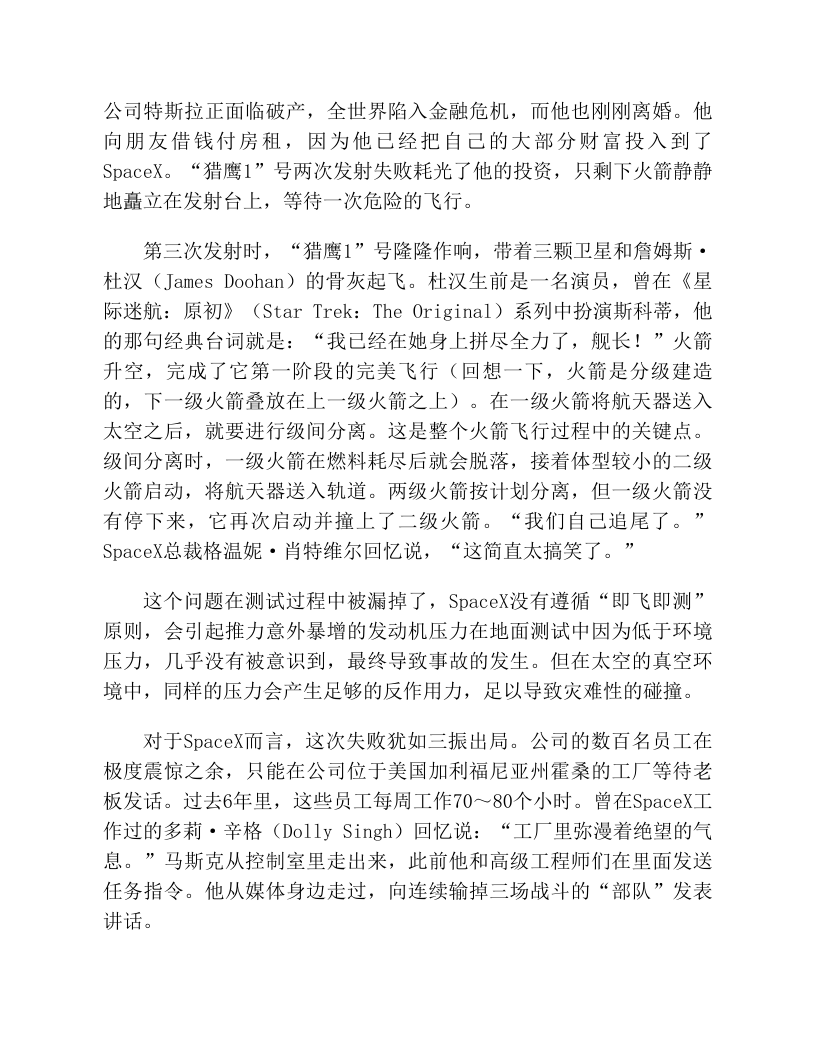 公司特斯拉正面临破产，全世界陷入金融危机，而他也刚刚离婚。他
向朋友借钱付房租，因为他已经把自己的大部分财富投入到了
SpaceX。“猎鹰1”号两次发射失败耗光了他的投资，只剩下火箭静静
地矗立在发射台上，等待一次危险的飞行。
第三次发射时，“猎鹰1”号隆隆作响，带着三颗卫星和詹姆斯·
杜汉（James Doohan）的骨灰起飞。杜汉生前是一名演员，曾在《星
际迷航：原初》（Star Trek：The Original）系列中扮演斯科蒂，他
的那句经典台词就是：“我已经在她身上拼尽全力了，舰长！”火箭
升空，完成了它第一阶段的完美飞行（回想一下，火箭是分级建造
的，下一级火箭叠放在上一级火箭之上）。在一级火箭将航天器送入
太空之后，就要进行级间分离。这是整个火箭飞行过程中的关键点。
级间分离时，一级火箭在燃料耗尽后就会脱落，接着体型较小的二级
火箭启动，将航天器送入轨道。两级火箭按计划分离，但一级火箭没
有停下来，它再次启动并撞上了二级火箭。“我们自己追尾了。”
SpaceX总裁格温妮·肖特维尔回忆说，“这简直太搞笑了。”
这个问题在测试过程中被漏掉了，SpaceX没有遵循“即飞即测”
原则，会引起推力意外暴增的发动机压力在地面测试中因为低于环境
压力，几乎没有被意识到，最终导致事故的发生。但在太空的真空环
境中，同样的压力会产生足够的反作用力，足以导致灾难性的碰撞。
对于SpaceX而言，这次失败犹如三振出局。公司的数百名员工在
极度震惊之余，只能在公司位于美国加利福尼亚州霍桑的工厂等待老
板发话。过去6年里，这些员工每周工作70～80个小时。曾在SpaceX工
作过的多莉·辛格（Dolly Singh）回忆说：“工厂里弥漫着绝望的气
息。”马斯克从控制室里走出来，此前他和高级工程师们在里面发送
任务指令。他从媒体身边走过，向连续输掉三场战斗的“部队”发表
讲话。